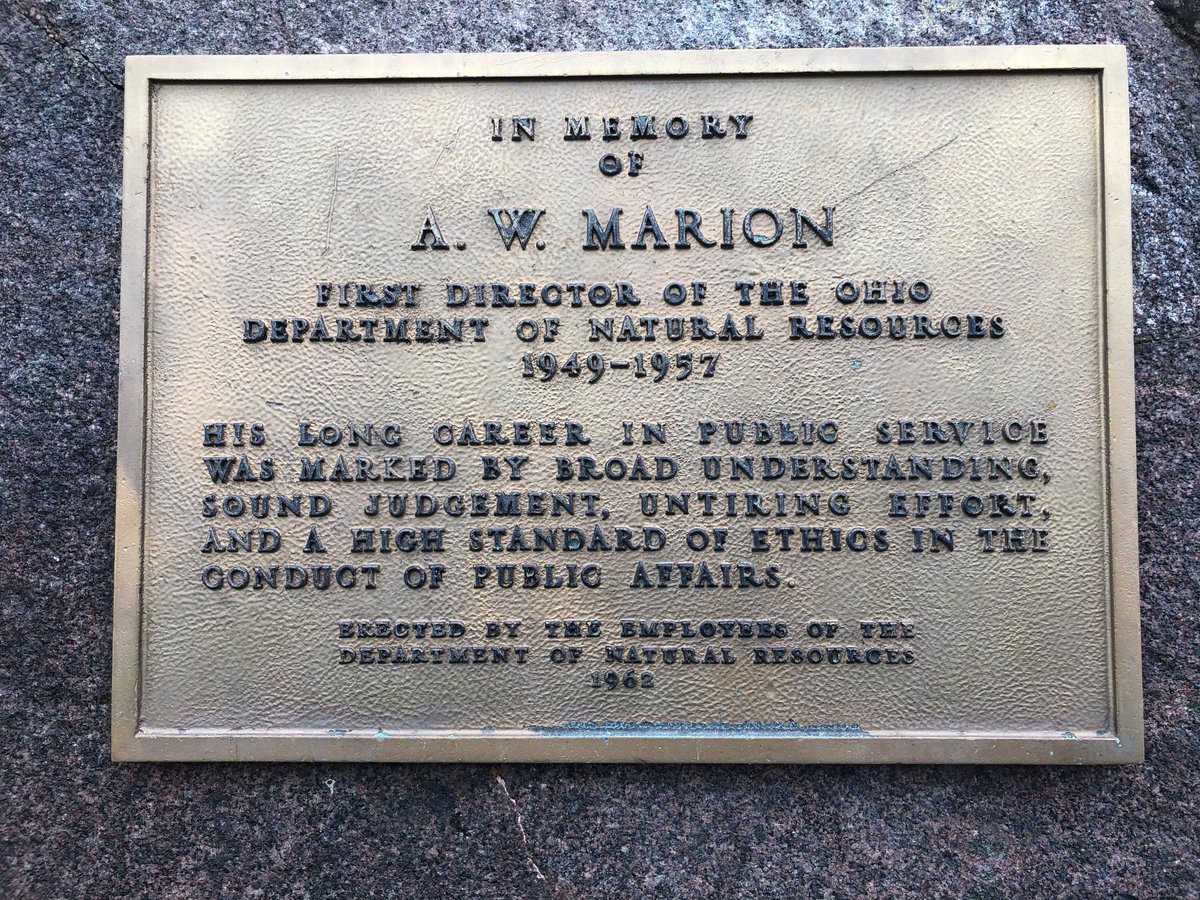 IN MEMORY
OF
A. W. MARION
FIRST DIRECTOR OF THE OHIO
DEPARTMENT OF NATURAL RESOURCES
1949-1957
HIS LONG CAREER IN PUBLIC SERVICE
WAS MARKED BY BROAD UNDERSTANDING,
SOUND JUDGEMENT, UNTIRING EFFORT,
AND A HIGH STANDARD OF ETHICS IN THE
CONDUCT OF PUBLIC AFFAIRS.
ERECTED BY THE EMPLOYEES OF THE
DEPARTMENT OF NATURAL RESOURCES
1962